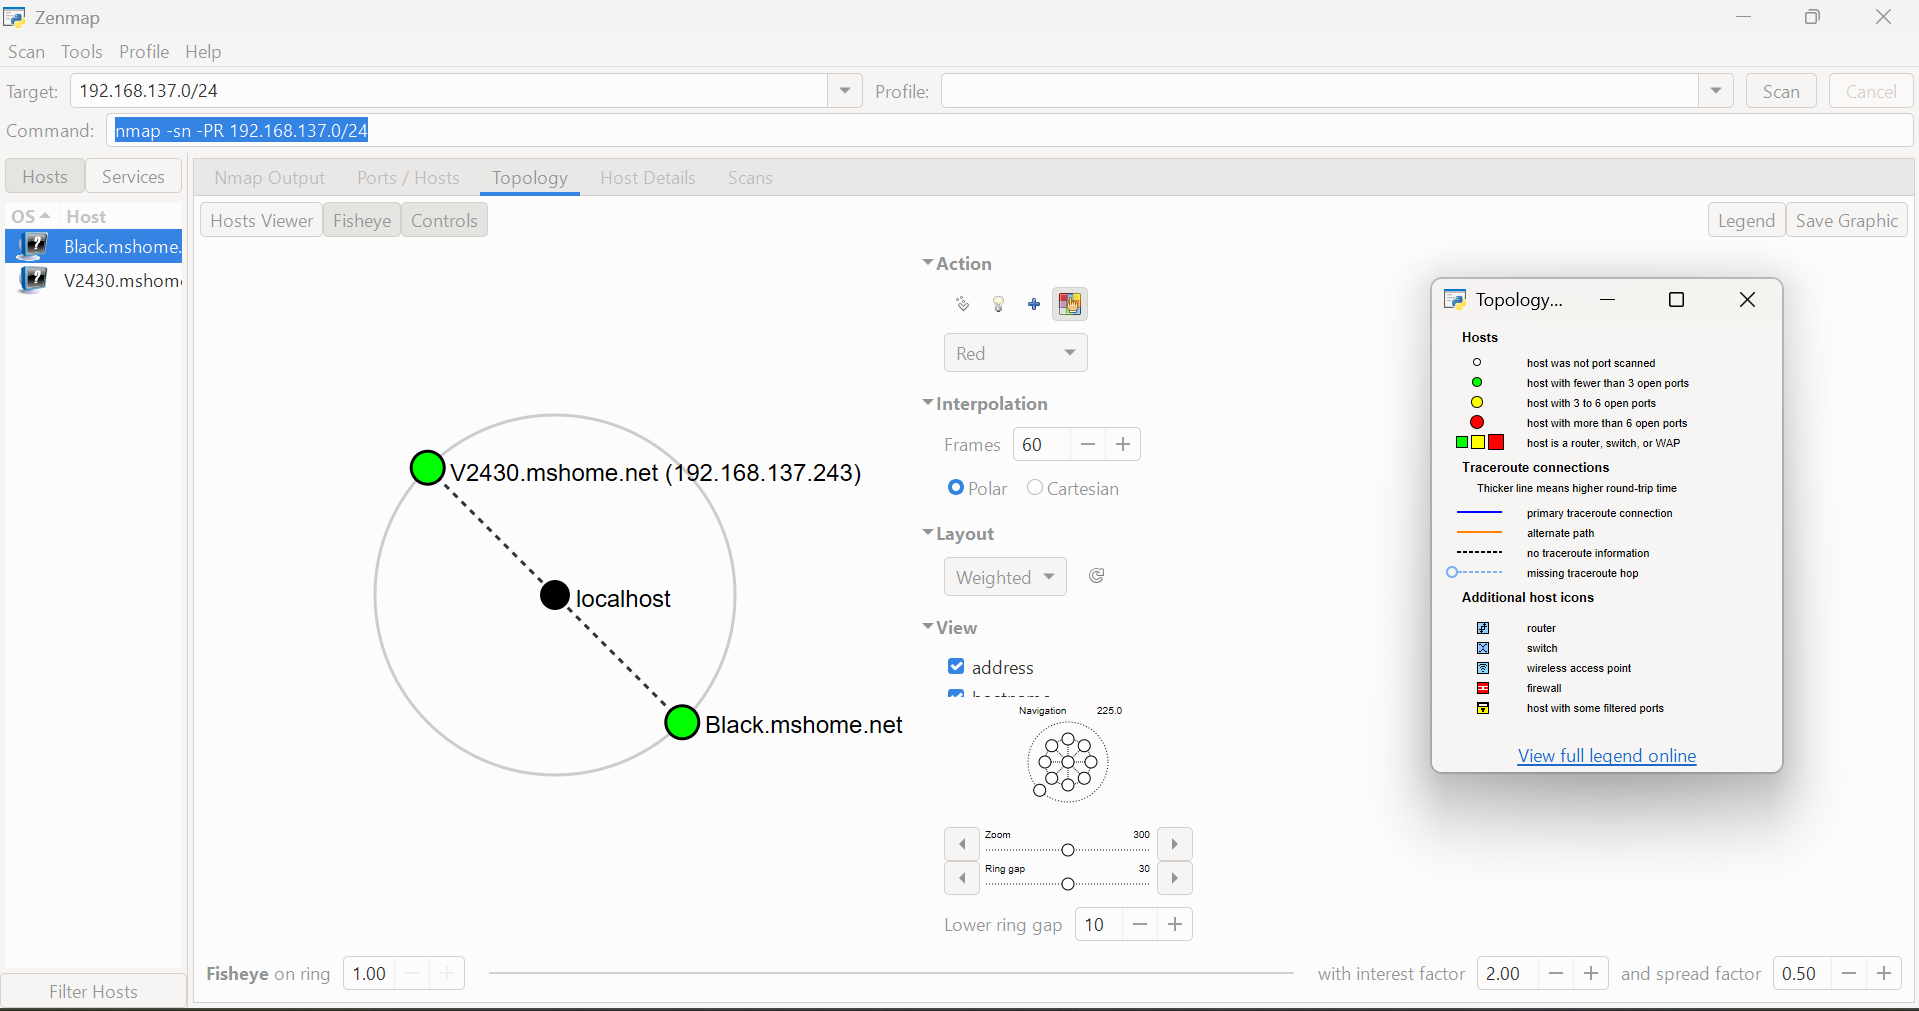 Zenmap
Scan Tools Profile Help
Target: 192.168.137.0/24 Profile: Scan Cancel
Command: nmap -sn -PR 192.168.137.0/24
Hosts Services
Nmap Output Ports / Hosts Topology Host Details Scans
OS Host
Black.mshome.
V2430.mshom
Filter Hosts
Hosts Viewer Fisheye Controls
Legend Save Graphic
V2430.mshome.net (192.168.137.243)
localhost
Black.mshome.net
Action
Red
Interpolation
Frames 60
Polar Cartesian
Layout
Weighted
View
address
Navigation 225.0
Zoom 300
Ring gap 30
Lower ring gap 10
Fisheye on ring 1.00 with interest factor 2.00 and spread factor 0.50
Topology...
Hosts
host was not port scanned
host with fewer than 3 open ports
host with 3 to 6 open ports
host with more than 6 open ports
host is a router, switch, or WAP
Traceroute connections
Thicker line means higher round-trip time
primary traceroute connection
alternate path
no traceroute information
missing traceroute hop
Additional host icons
router
switch
wireless access point
firewall
host with some filtered ports
View full legend online